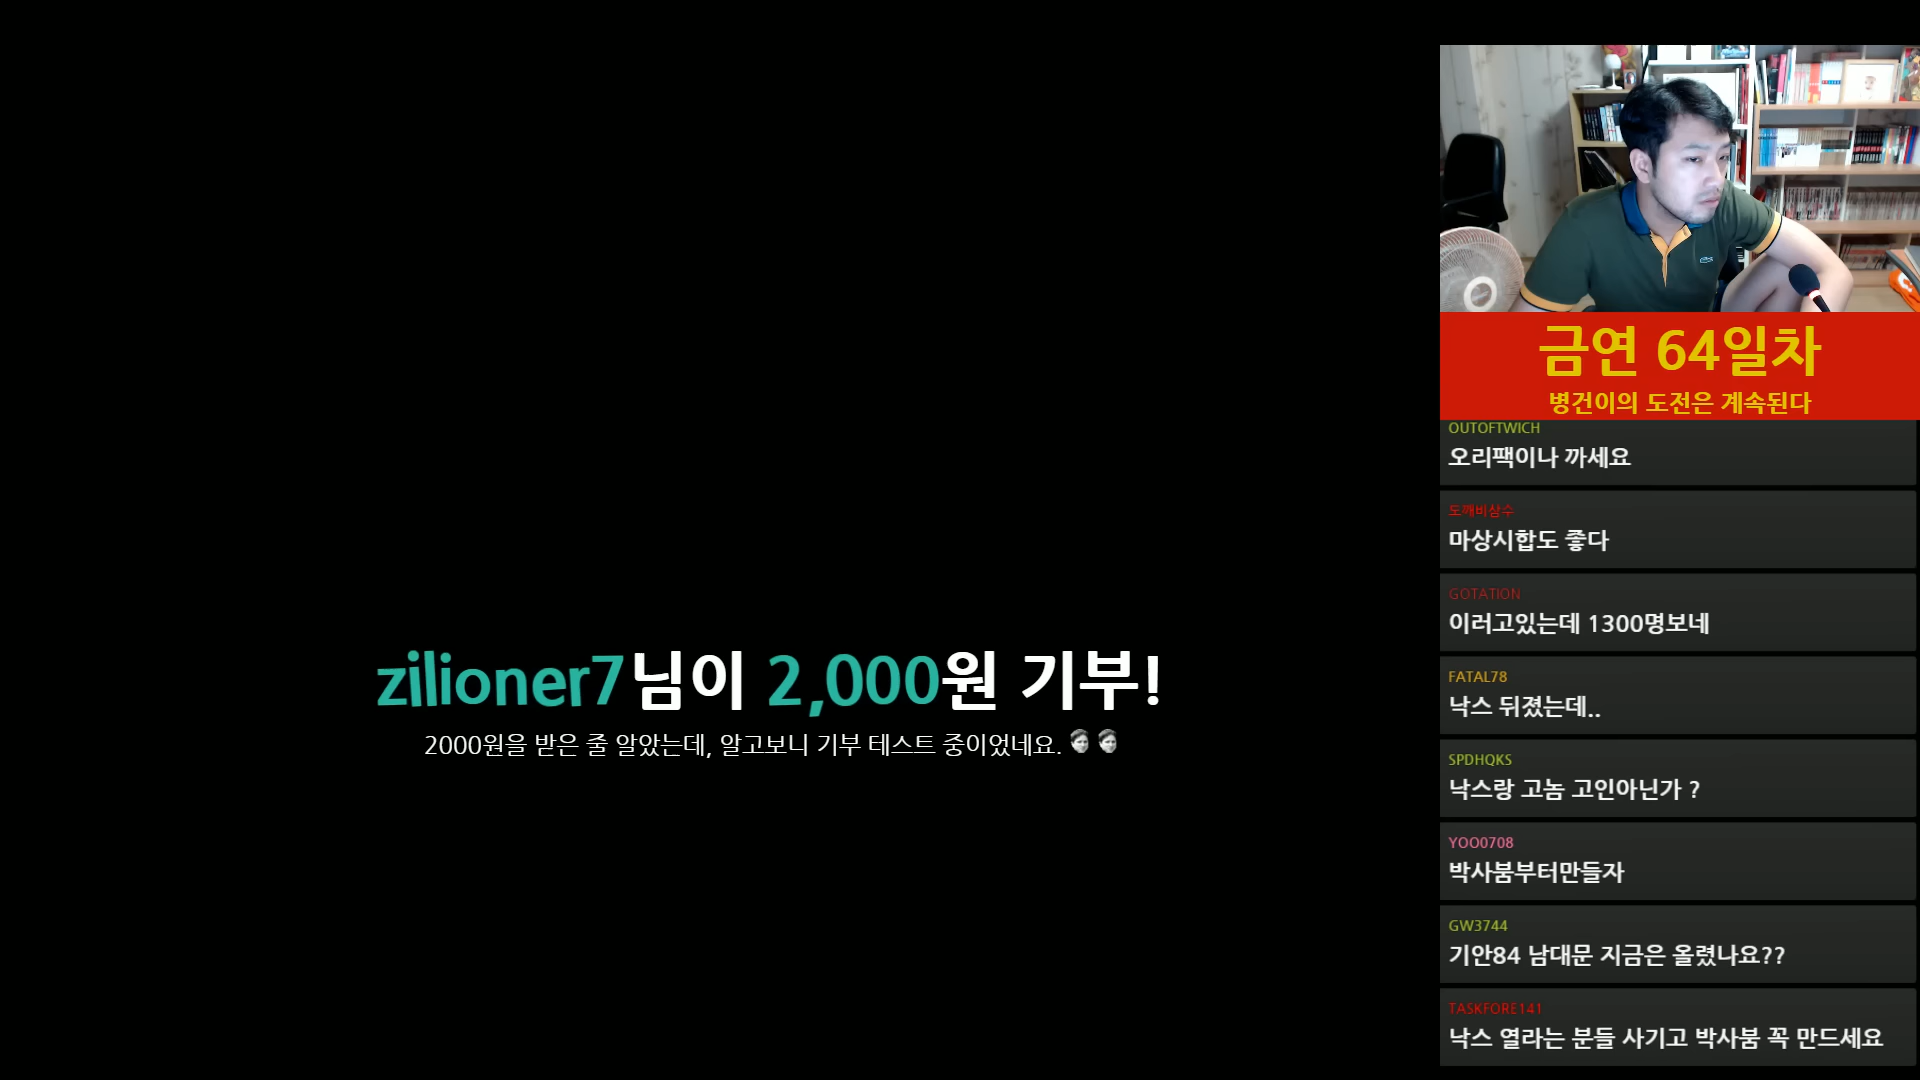 zilioner7님이 2,000원 기부!
2000원을 받은 줄 알았는데, 알고보니 기부 테스트 중이었네요.
금연 64일차
병건이의 도전은 계속된다
OUTOFTWICH
오리팩이나 까세요
도깨비삼수
마상시합도 좋다
GOTATION
이러고있는데 1300명보네
FATAL78
낙스 뒤졌는데..
SPDHQKS
낙스랑 고놈 고인아닌가 ?
YOO0708
박사붐부터만들자
GW3744
기안84 남대문 지금은 올렸나요??
TASKFORE141
낙스 열라는 분들 사기고 박사붐 꼭 만드세요